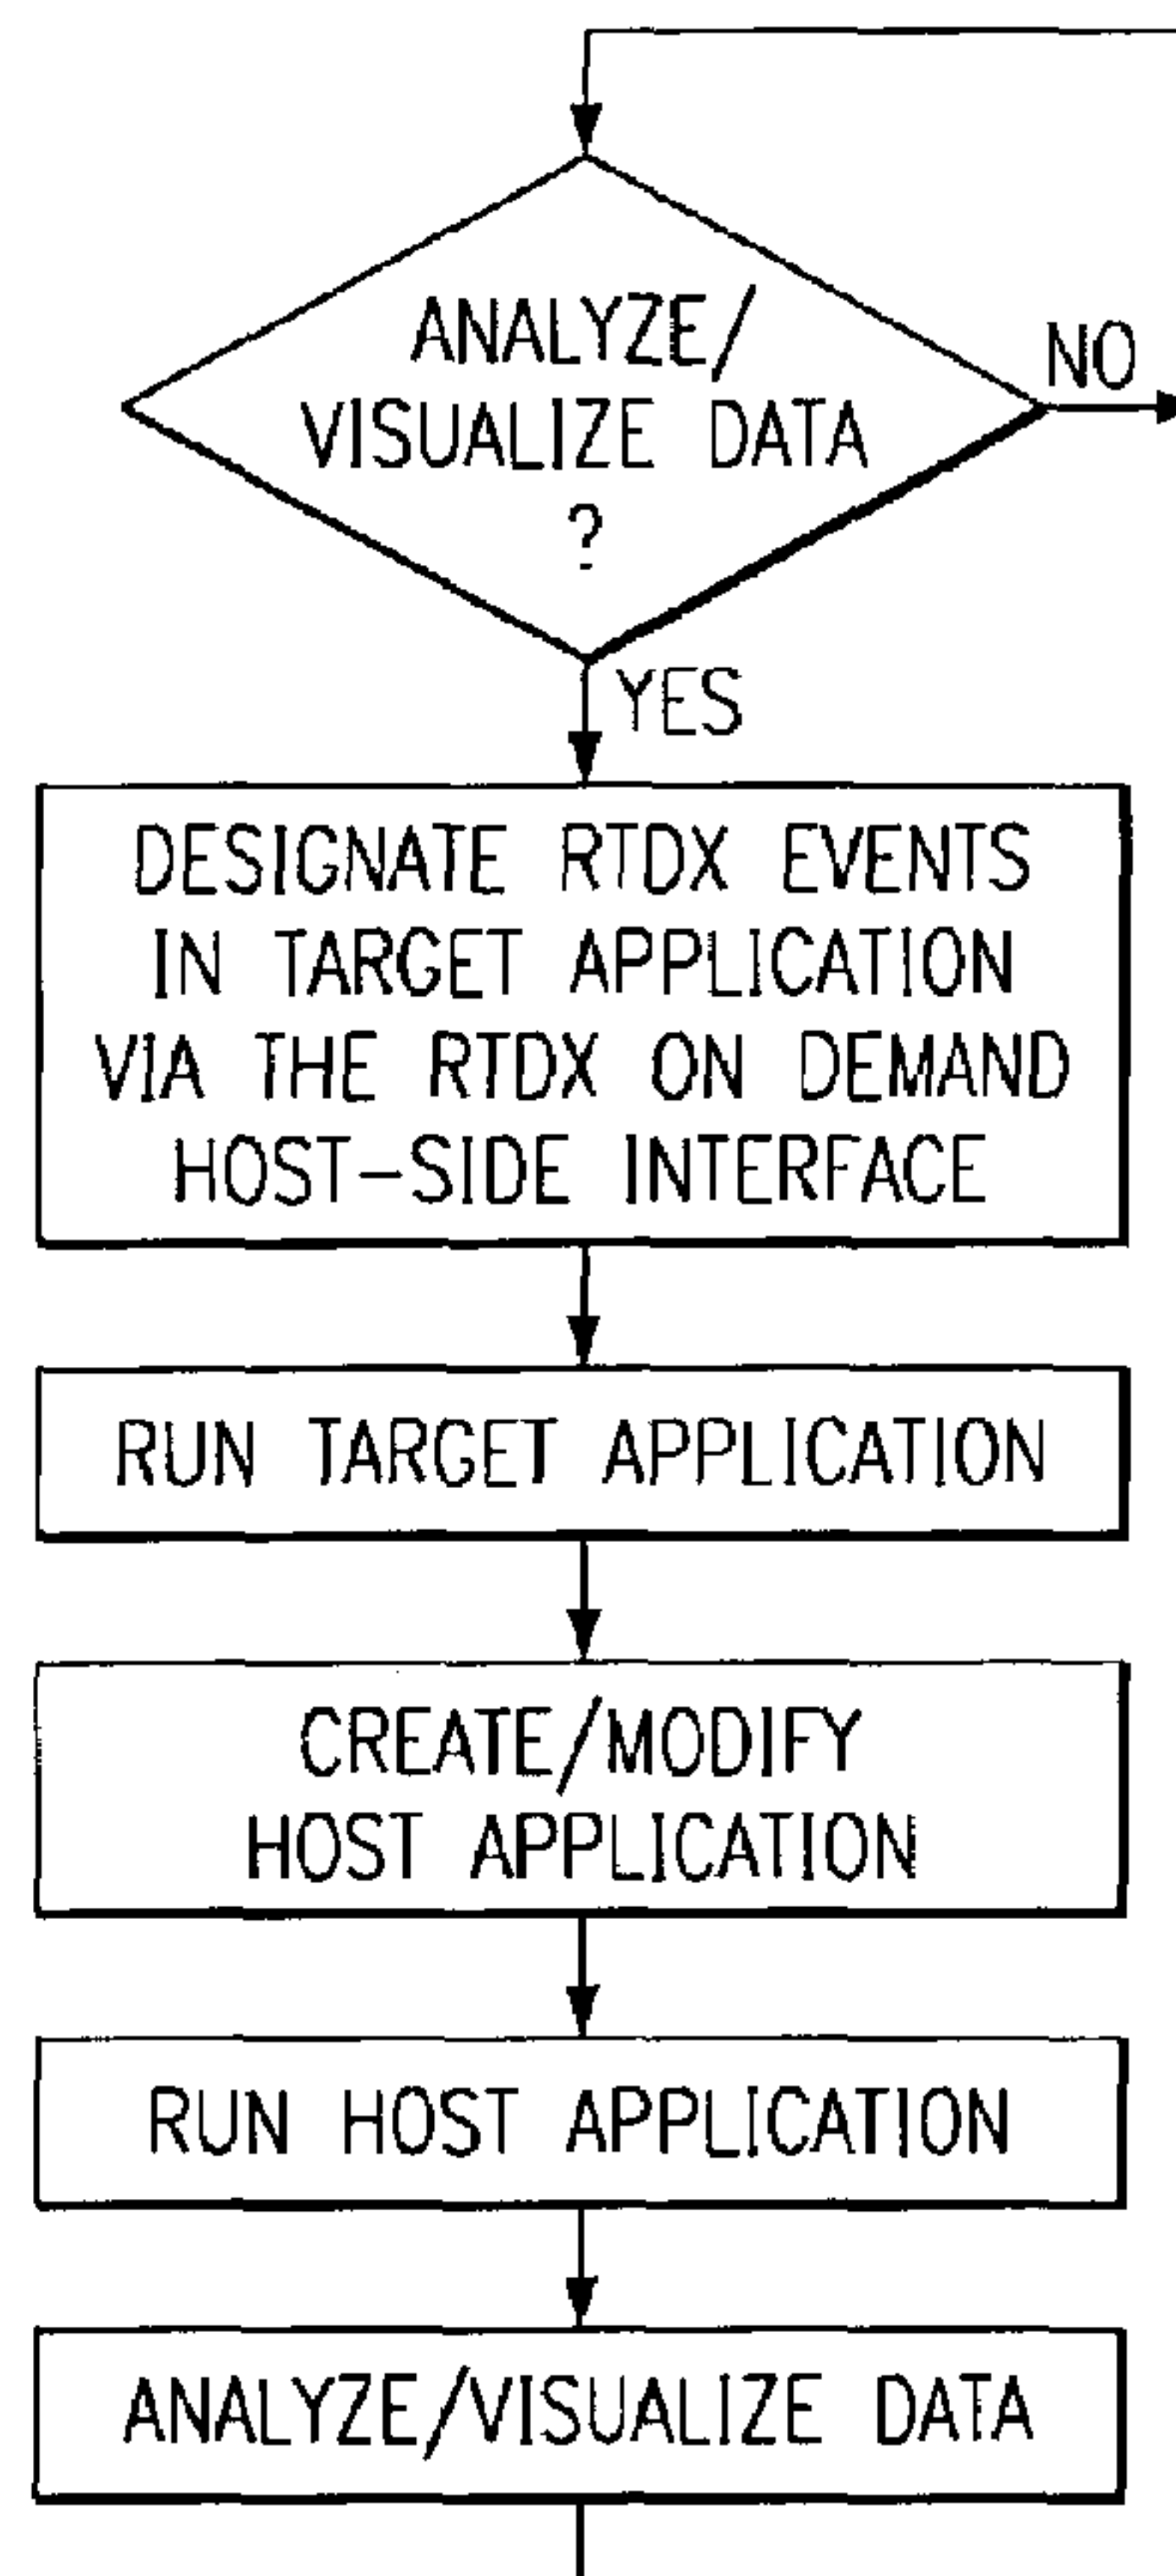 ANALYZE/
VISUALIZE DATA
?
NO
YES
DESIGNATE RTDX EVENTS
IN TARGET APPLICATION
VIA THE RTDX ON DEMAND
HOST-SIDE INTERFACE
RUN TARGET APPLICATION
CREATE/MODIFY
HOST APPLICATION
RUN HOST APPLICATION
ANALYZE/VISUALIZE DATA